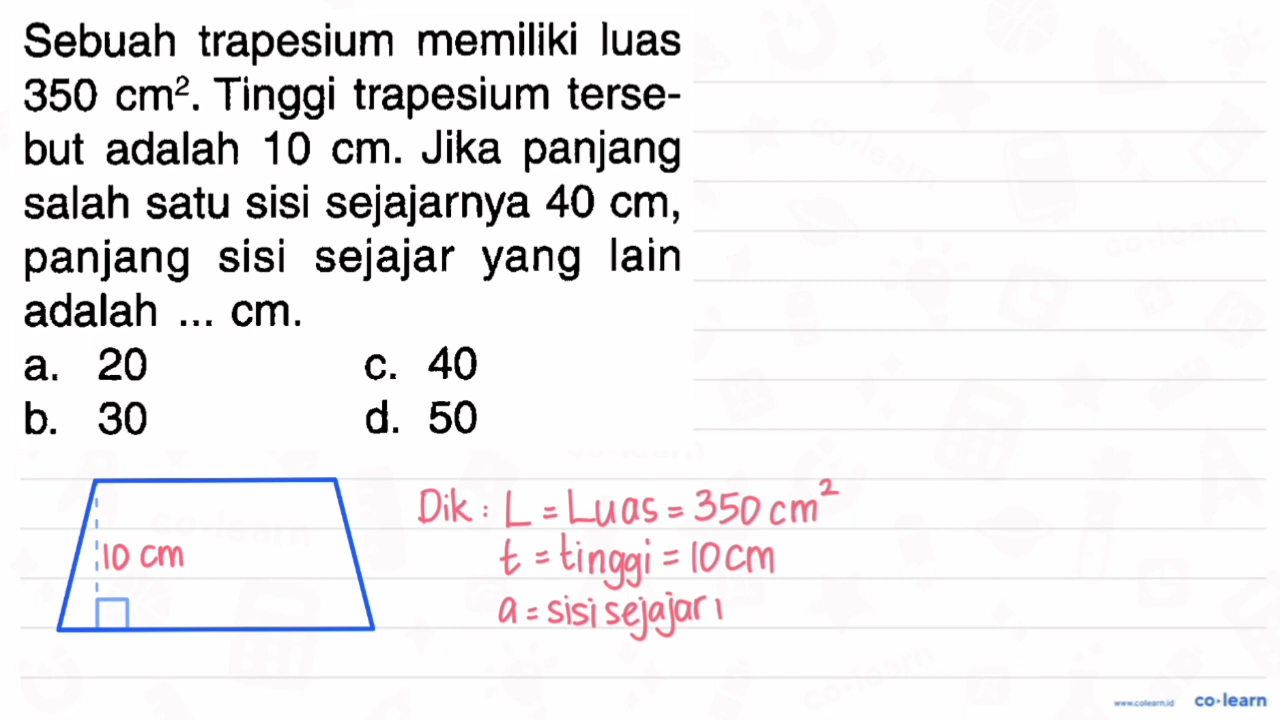 Sebuah trapesium memiliki luas
350 cm². Tinggi trapesium terse-
but adalah 10 cm. Jika panjang
salah satu sisi sejajarnya 40 cm,
panjang sisi sejajar yang lain
adalah ... cm.
a. 20 c. 40
b. 30 d. 50
Dik : L = Luas = 350 cm²
10 cm
t = tinggi = 10 cm
a = sisi sejajar 1
www.colearn.id co·learn